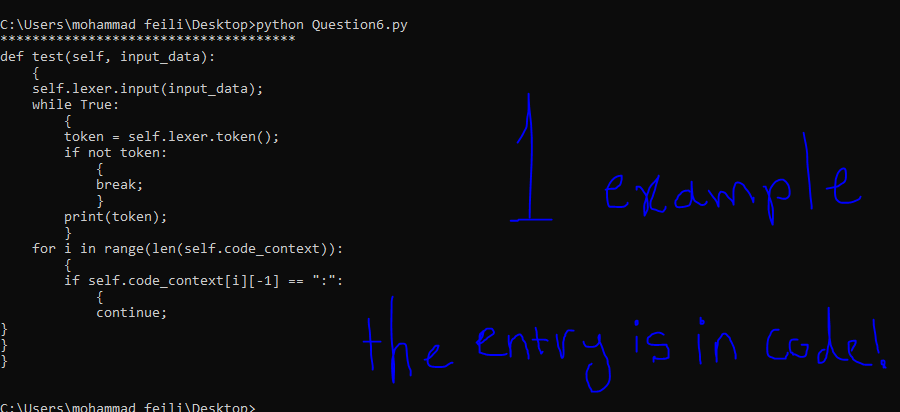 C:\Users\mohammad feili\Desktop>python Question6.py
*************************************
def test(self, input_data):
    {
    self.lexer.input(input_data);
    while True:
        {
        token = self.lexer.token();
        if not token:
            {
            break;
            }
        print(token);
        }
    for i in range(len(self.code_context)):
        {
        if self.code_context[i][-1] == ":":
            {
            continue;
}
}
}
C:\Users\mohammad feili\Desktop>
1 example
the entry is in code!